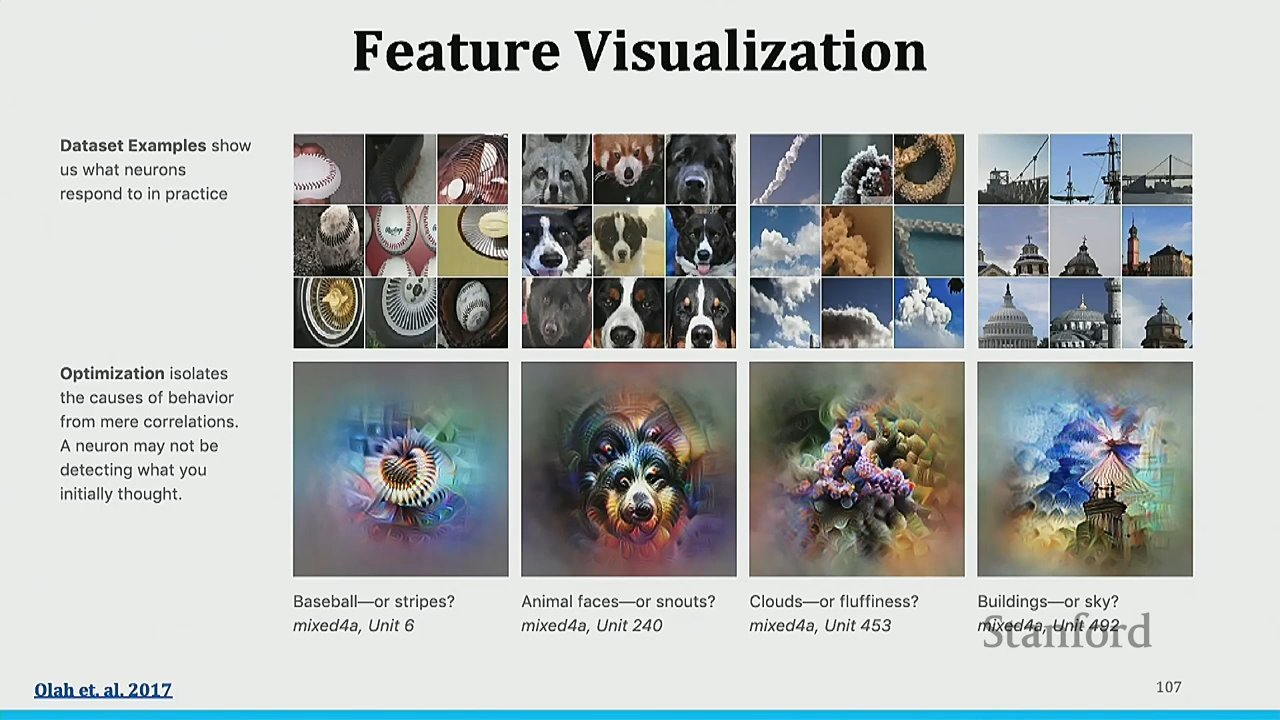 Feature Visualization
Dataset Examples show
us what neurons
respond to in practice
Optimization isolates
the causes of behavior
from mere correlations.
A neuron may not be
detecting what you
initially thought.
Baseball—or stripes?
mixed4a, Unit 6
Animal faces—or snouts?
mixed4a, Unit 240
Clouds—or fluffiness?
mixed4a, Unit 453
Buildings—or sky?
mixed4a, Unit 492
Stanford
Olah et. al. 2017
107